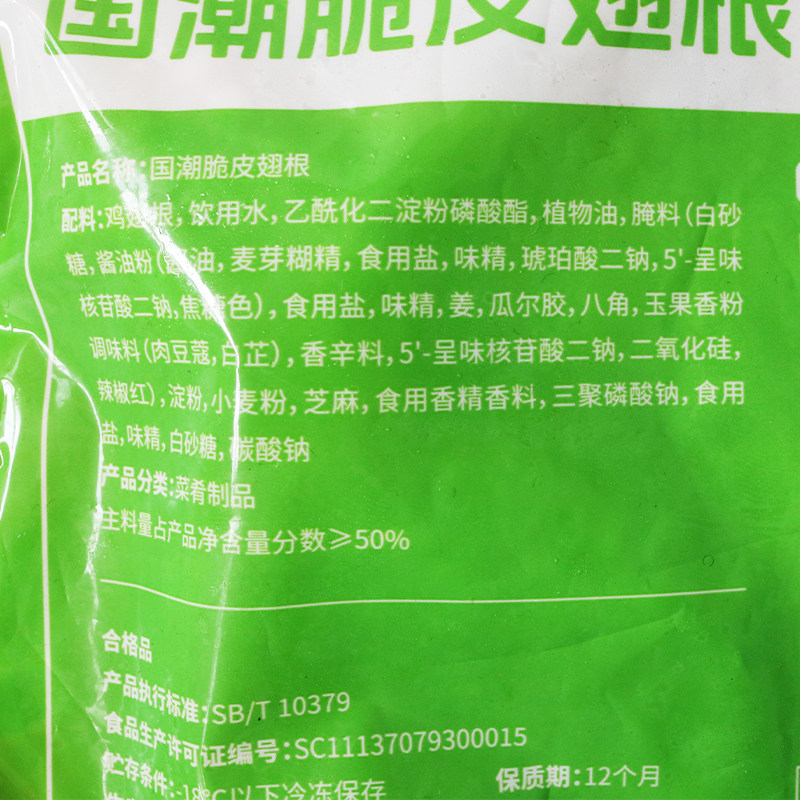 国潮脆皮翅根
产品名称:国潮脆皮翅根
配料:鸡翅根,饮用水,乙酰化二淀粉磷酸酯,植物油,腌料(白砂
糖,酱油粉(酱油,麦芽糊精,食用盐,味精,琥珀酸二钠,5'-呈味
核苷酸二钠,焦糖色),食用盐,味精,姜,瓜尔胶,八角,玉果香粉
调味料(肉豆蔻,白芷),香辛料,5'-呈味核苷酸二钠,二氧化硅,
辣椒红),淀粉,小麦粉,芝麻,食用香精香料,三聚磷酸钠,食用
盐,味精,白砂糖,碳酸钠
产品分类:菜肴制品
主料量占产品净含量分数≥50%
合格品
产品执行标准:SB/T 10379
食品生产许可证编号:SC11137079300015
贮存条件:-18℃以下冷冻保存 保质期:12个月